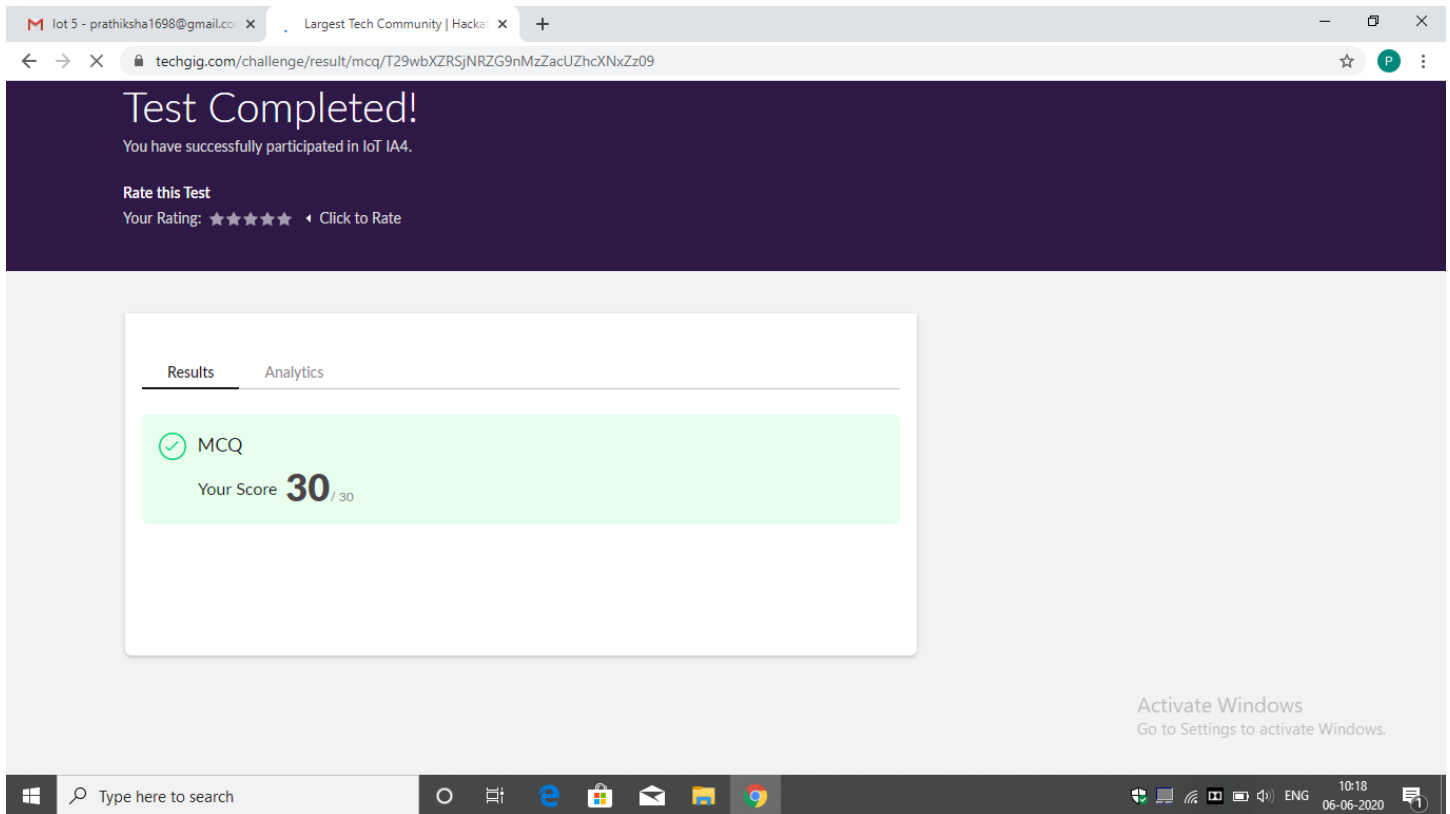 lot 5 - prathiksha1698@gmail.co
Largest Tech Community | Hacka
techgig.com/challenge/result/mcq/T29wbXZRSjNRZG9nMzZacUZhcXNxZz09
P
Test Completed!
You have successfully participated in IoT IA4.
Rate this Test
Your Rating: Click to Rate
Results Analytics
MCQ
Your Score 30 / 30
Activate Windows
Go to Settings to activate Windows.
Type here to search
ENG
10:18
06-06-2020
1